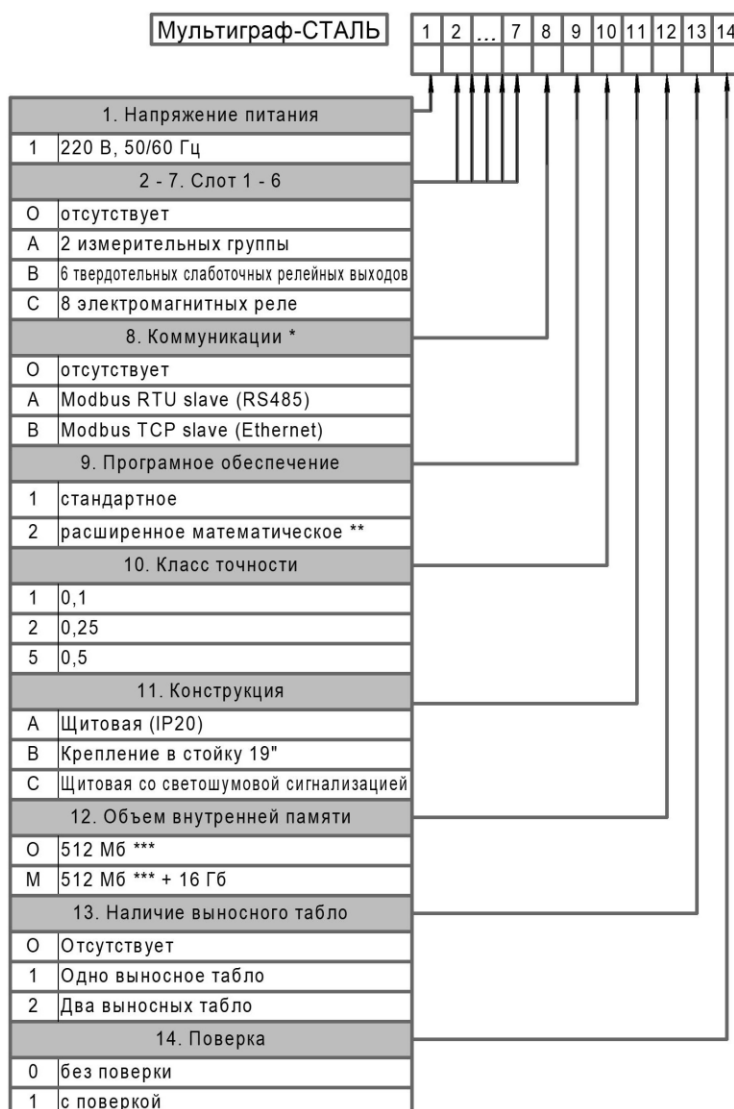 Мультиграф-СТАЛЬ 1 2 ... 7 8 9 10 11 12 13 14
1. Напряжение питания
1 220 В, 50/60 Гц
2 - 7. Слот 1 - 6
О отсутствует
А 2 измерительных группы
В 6 твердотельных слаботочных релейных выходов
С 8 электромагнитных реле
8. Коммуникации *
О отсутствует
А Modbus RTU slave (RS485)
В Modbus TCP slave (Ethernet)
9. Програмное обеспечение
1 стандартное
2 расширенное математическое **
10. Класс точности
1 0,1
2 0,25
5 0,5
11. Конструкция
А Щитовая (IP20)
В Крепление в стойку 19"
С Щитовая со светошумовой сигнализацией
12. Объем внутренней памяти
О 512 Мб ***
М 512 Мб *** + 16 Гб
13. Наличие выносного табло
О Отсутствует
1 Одно выносное табло
2 Два выносных табло
14. Поверка
0 без поверки
1 с поверкой